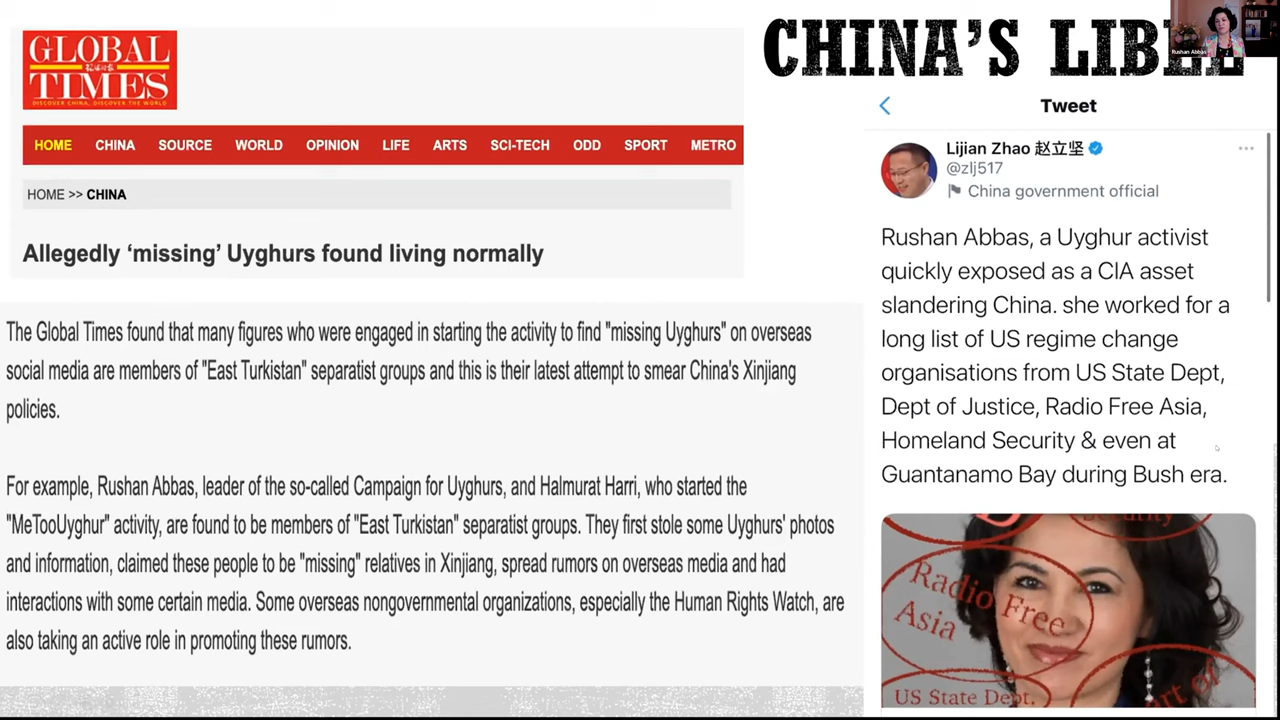 GLOBAL
TIMES
DISCOVER CHINA, DISCOVER THE WORLD
HOME CHINA SOURCE WORLD OPINION LIFE ARTS SCI-TECH ODD SPORT METRO
HOME >> CHINA
Allegedly ‘missing’ Uyghurs found living normally
The Global Times found that many figures who were engaged in starting the activity to find "missing Uyghurs" on overseas
social media are members of "East Turkistan" separatist groups and this is their latest attempt to smear China's Xinjiang
policies.
For example, Rushan Abbas, leader of the so-called Campaign for Uyghurs, and Halmurat Harri, who started the
"MeTooUyghur" activity, are found to be members of "East Turkistan" separatist groups. They first stole some Uyghurs' photos
and information, claimed these people to be "missing" relatives in Xinjiang, spread rumors on overseas media and had
interactions with some certain media. Some overseas nongovernmental organizations, especially the Human Rights Watch, are
also taking an active role in promoting these rumors.
CHINA'S
Rushan Abbas
Tweet
Lijian Zhao 赵立坚
@zlj517
China government official
Rushan Abbas, a Uyghur activist
quickly exposed as a CIA asset
slandering China. she worked for a
long list of US regime change
organisations from US State Dept,
Dept of Justice, Radio Free Asia,
Homeland Security & even at
Guantanamo Bay during Bush era.
Security
Radio Free
Asia
US State Dept.